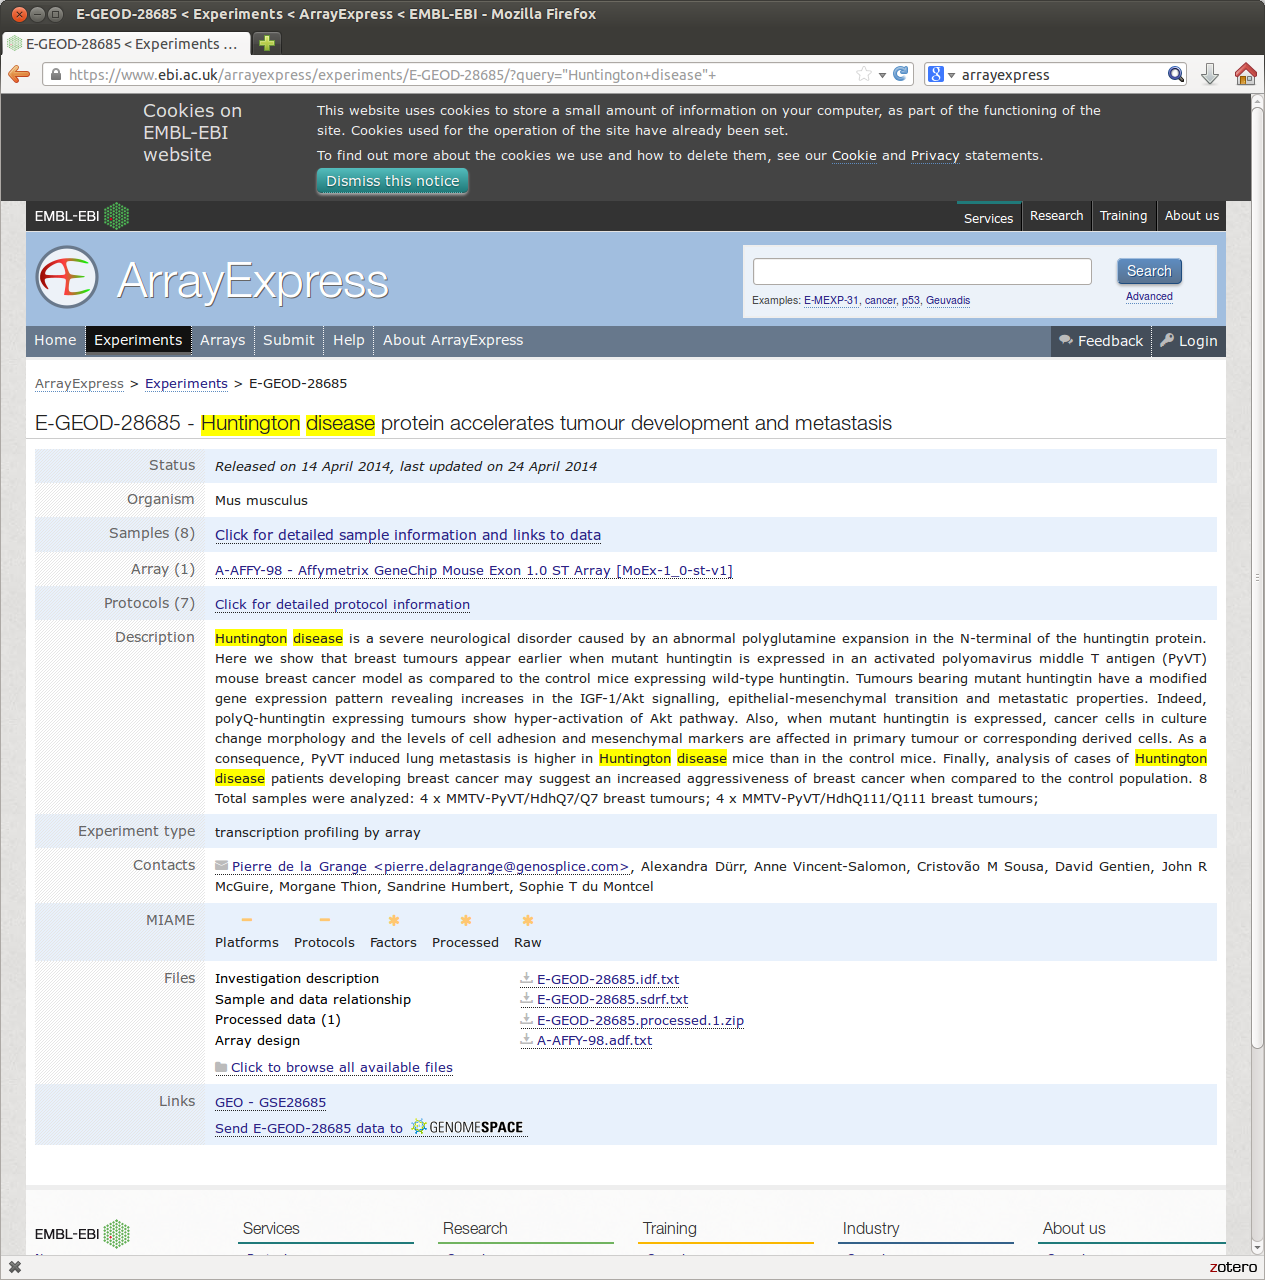 E-GEOD-28685 < Experiments < ArrayExpress < EMBL-EBI - Mozilla Firefox
E-GEOD-28685 < Experiments ...
https://www.ebi.ac.uk/arrayexpress/experiments/E-GEOD-28685/?query="Huntington+disease"+
8 arrayexpress
Cookies on
EMBL-EBI
website
This website uses cookies to store a small amount of information on your computer, as part of the functioning of the
site. Cookies used for the operation of the site have already been set.
To find out more about the cookies we use and how to delete them, see our Cookie and Privacy statements.
Dismiss this notice
EMBL-EBI
Services Research Training About us
ArrayExpress
Search
Examples: E-MEXP-31, cancer, p53, Geuvadis
Advanced
Home Experiments Arrays Submit Help About ArrayExpress Feedback Login
ArrayExpress > Experiments > E-GEOD-28685
E-GEOD-28685 - Huntington disease protein accelerates tumour development and metastasis
Status Released on 14 April 2014, last updated on 24 April 2014
Organism Mus musculus
Samples (8) Click for detailed sample information and links to data
Array (1) A-AFFY-98 - Affymetrix GeneChip Mouse Exon 1.0 ST Array [MoEx-1_0-st-v1]
Protocols (7) Click for detailed protocol information
Description Huntington disease is a severe neurological disorder caused by an abnormal polyglutamine expansion in the N-terminal of the huntingtin protein.
Here we show that breast tumours appear earlier when mutant huntingtin is expressed in an activated polyomavirus middle T antigen (PyVT)
mouse breast cancer model as compared to the control mice expressing wild-type huntingtin. Tumours bearing mutant huntingtin have a modified
gene expression pattern revealing increases in the IGF-1/Akt signalling, epithelial-mesenchymal transition and metastatic properties. Indeed,
polyQ-huntingtin expressing tumours show hyper-activation of Akt pathway. Also, when mutant huntingtin is expressed, cancer cells in culture
change morphology and the levels of cell adhesion and mesenchymal markers are affected in primary tumour or corresponding derived cells. As a
consequence, PyVT induced lung metastasis is higher in Huntington disease mice than in the control mice. Finally, analysis of cases of Huntington
disease patients developing breast cancer may suggest an increased aggressiveness of breast cancer when compared to the control population. 8
Total samples were analyzed: 4 x MMTV-PyVT/HdhQ7/Q7 breast tumours; 4 x MMTV-PyVT/HdhQ111/Q111 breast tumours;
Experiment type transcription profiling by array
Contacts Pierre de la Grange <pierre.delagrange@genosplice.com>, Alexandra Dürr, Anne Vincent-Salomon, Cristovão M Sousa, David Gentien, John R
McGuire, Morgane Thion, Sandrine Humbert, Sophie T du Montcel
MIAME – – * * *
Platforms Protocols Factors Processed Raw
Files Investigation description E-GEOD-28685.idf.txt
Sample and data relationship E-GEOD-28685.sdrf.txt
Processed data (1) E-GEOD-28685.processed.1.zip
Array design A-AFFY-98.adf.txt
Click to browse all available files
Links GEO - GSE28685
Send E-GEOD-28685 data to GENOMESPACE
EMBL-EBI Services Research Training Industry About us
zotero